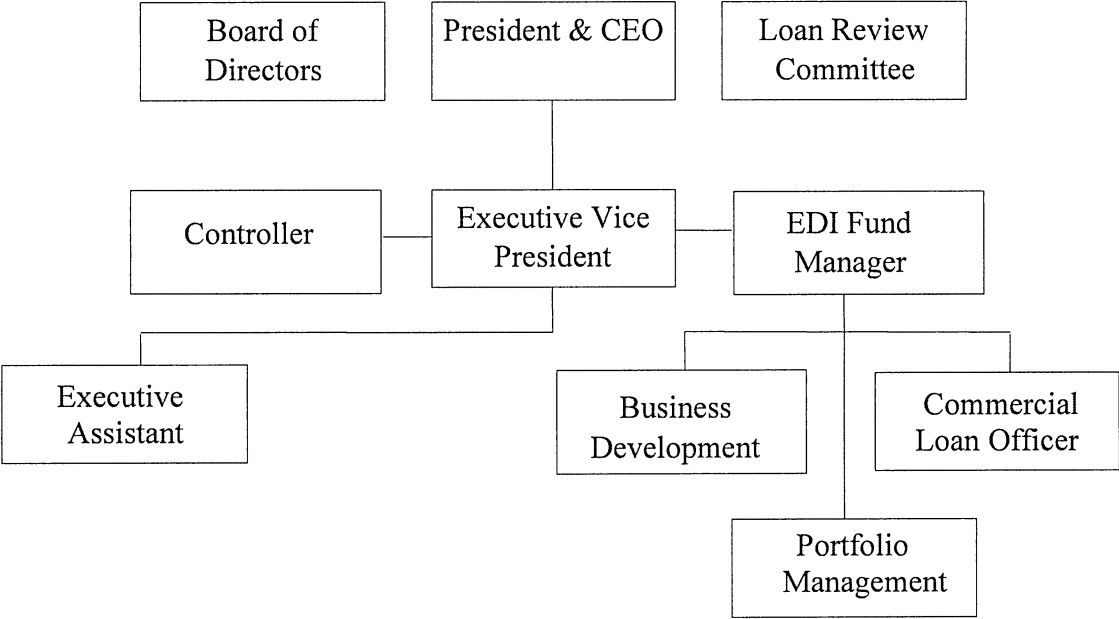 Board of
Directors
President & CEO
Loan Review
Committee
Controller
Executive Vice
President
EDI Fund
Manager
Executive
Assistant
Business
Development
Commercial
Loan Officer
Portfolio
Management